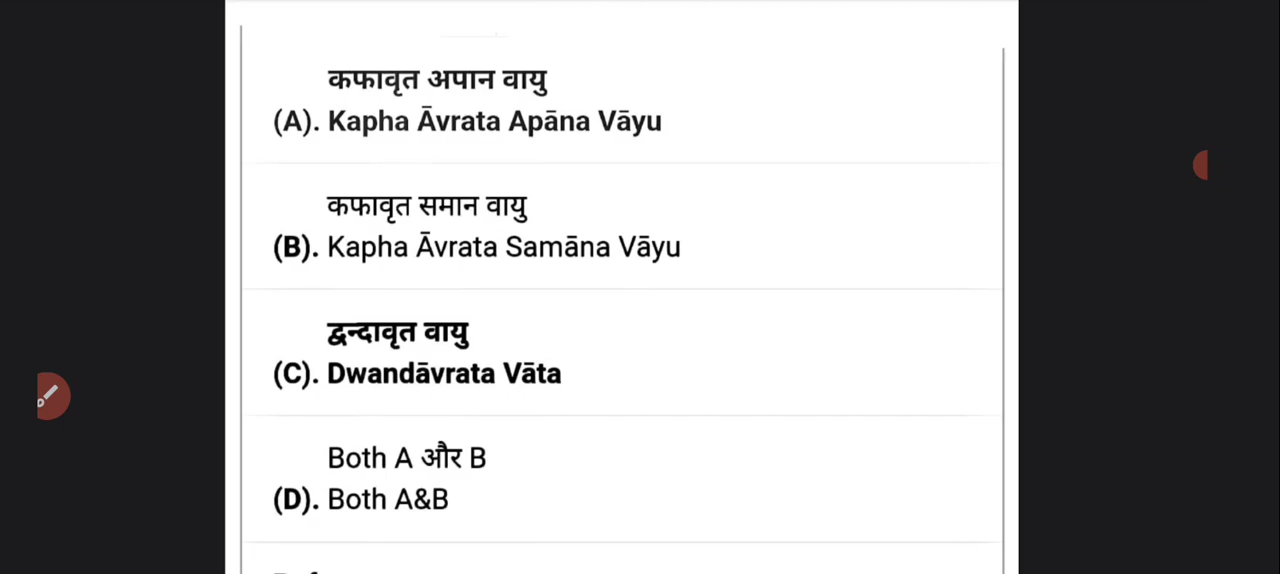 कफावृत अपान वायु
(A). Kapha Āvrata Apāna Vāyu
कफावृत समान वायु
(B). Kapha Āvrata Samāna Vāyu
द्वन्दावृत वायु
(C). Dwandāvrata Vāta
Both A और B
(D). Both A&B